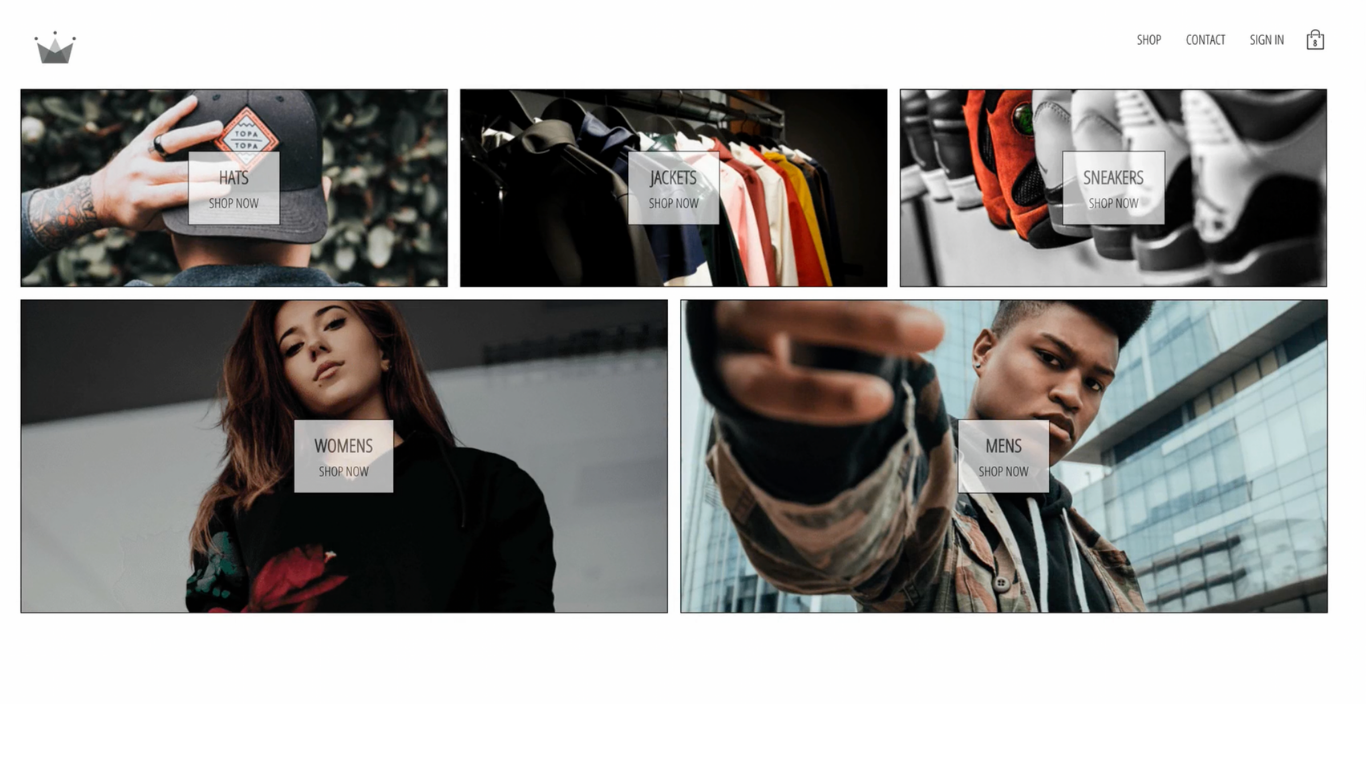 SHOP
CONTACT
SIGN IN
8
TOPA
TOPA
HATS
SHOP NOW
JACKETS
SHOP NOW
SNEAKERS
SHOP NOW
WOMENS
SHOP NOW
MENS
SHOP NOW